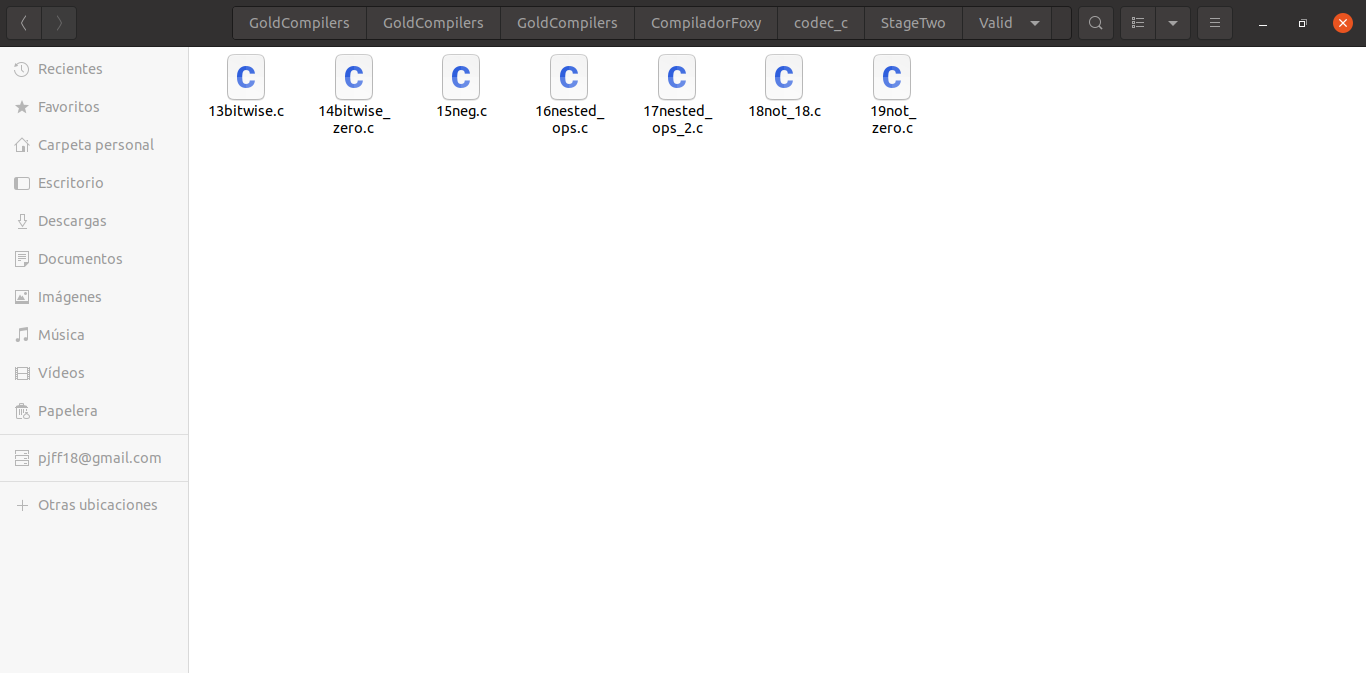 GoldCompilers GoldCompilers GoldCompilers CompiladorFoxy codec_c StageTwo Valid
Recientes
Favoritos
Carpeta personal
Escritorio
Descargas
Documentos
Imágenes
Música
Vídeos
Papelera
pjff18@gmail.com
Otras ubicaciones
C C C C C C C
13bitwise.c 14bitwise_ 15neg.c 16nested_ 17nested_ 18not_18.c 19not_
zero.c ops.c ops_2.c zero.c